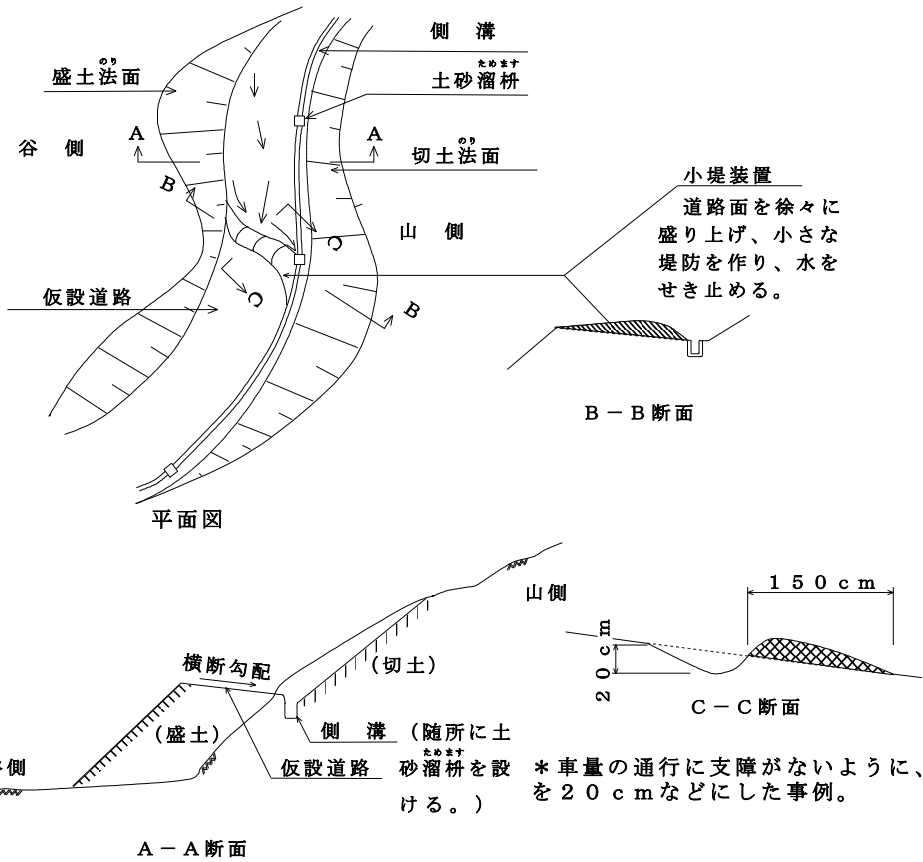 側　溝
のり
盛土法面
ためます
土砂溜枡
A
A
谷　側
のり
切土法面
B
小堤装置
道路面を徐々に
盛り上げ、小さな
堤防を作り、水を
せき止める。
山　側
C
C
仮設道路
B
B－B断面
平面図
山側
150cm
20cm
横断勾配
(切土)
C－C断面
(盛土)
側　溝
(随所に土
ためます
砂溜枡を設
ける。)
仮設道路
側
＊車量の通行に支障がないように、
を20cmなどにした事例。
A－A断面